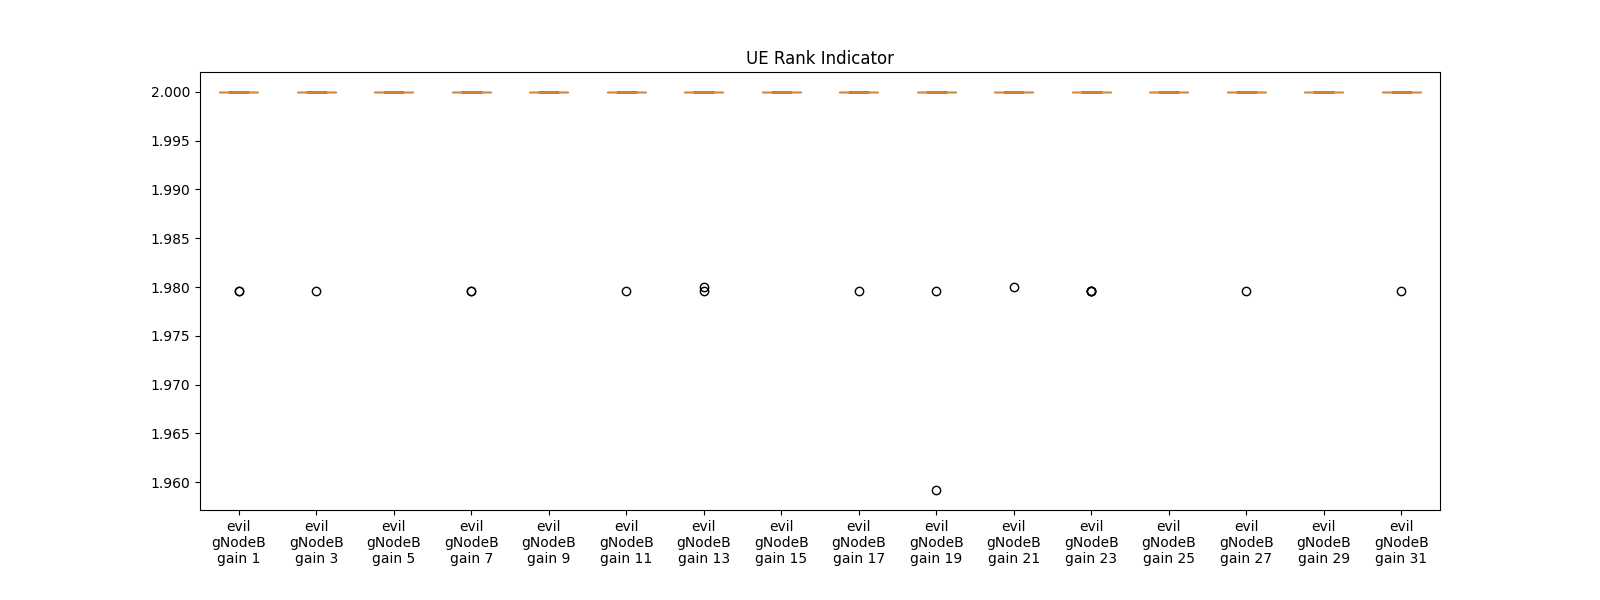 UE Rank Indicator
2.000
1.995
1.990
1.985
1.980
1.975
1.970
1.965
1.960
evil gNodeB gain 1
evil gNodeB gain 3
evil gNodeB gain 5
evil gNodeB gain 7
evil gNodeB gain 9
evil gNodeB gain 11
evil gNodeB gain 13
evil gNodeB gain 15
evil gNodeB gain 17
evil gNodeB gain 19
evil gNodeB gain 21
evil gNodeB gain 23
evil gNodeB gain 25
evil gNodeB gain 27
evil gNodeB gain 29
evil gNodeB gain 31